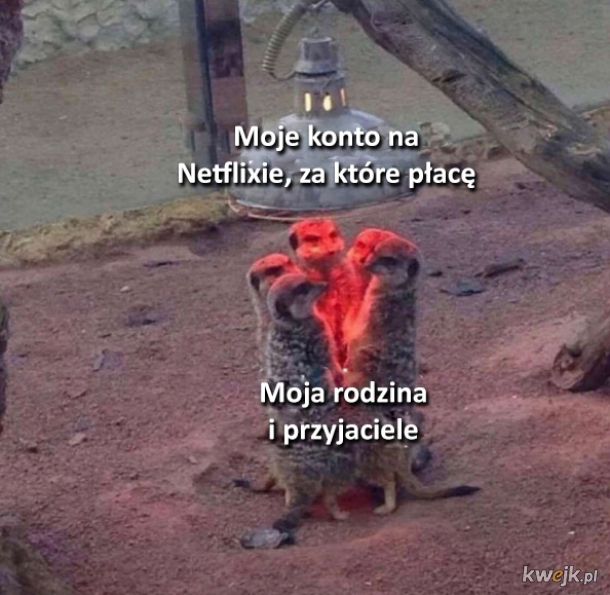 Moje konto na
Netflixie, za które płacę
Moja rodzina
i przyjaciele
kwejk.pl